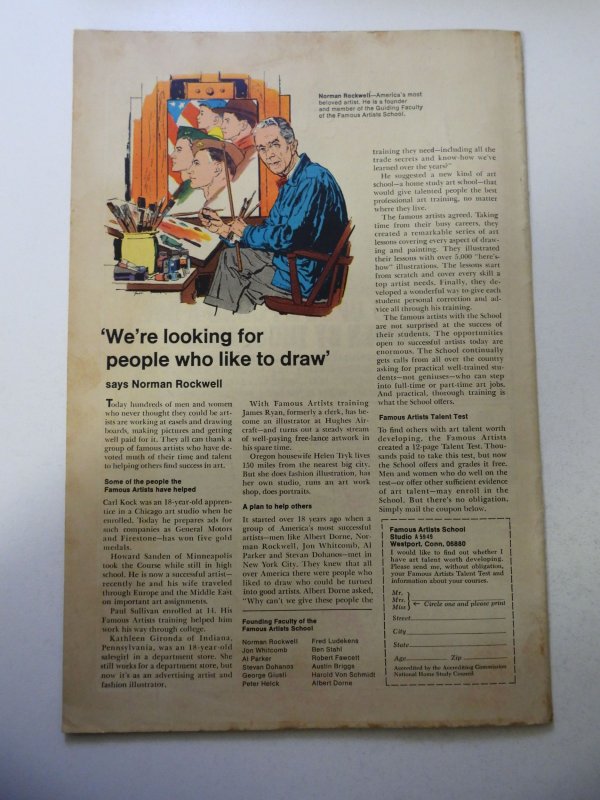 Norman Rockwell—America's most
beloved artist. He is a founder
and member of the Guiding Faculty
of the Famous Artists School.
'We're looking for
people who like to draw'
says Norman Rockwell
Today hundreds of men and women
who never thought they could be art-
ists are working at easels and drawing
boards, making pictures and getting
well paid for it. They all can thank a
group of famous artists who have de-
voted much of their time and talent
to helping others find success in art.
Some of the people the
Famous Artists have helped
Carl Kock was an 18-year-old appren-
tice in a Chicago art studio when he
enrolled. Today he prepares ads for
such companies as General Motors
and Firestone—has won five gold
medals.
Howard Sanden of Minneapolis
took the Course while still in high
school. He is now a successful artist—
recently he and his wife traveled
through Europe and the Middle East
on important art assignments.
Paul Sullivan enrolled at 41. His
Famous Artists training helped him
work his way through college.
Kathleen Gironda of Indiana,
Pennsylvania, was an 18-year-old
salesgirl in a department store. She
still works for a department store, but
now it's as an advertising artist and
fashion illustrator.
With Famous Artists training
James Ryan, formerly a clerk, has be-
come an illustrator at Hughes Air-
craft—and turns out a steady stream
of well-paying free-lance artwork in
his spare time.
Oregon housewife Helen Tryk lives
150 miles from the nearest big city.
But she does fashion illustration, has
her own studio, runs an art work
shop, does portraits.
A plan to help others
It started over 18 years ago when a
group of America's most successful
artists—men like Albert Dorne, Nor-
man Rockwell, Jon Whitcomb, Al
Parker and Stevan Dohanos—met in
New York City. They knew that all
over America there were people who
liked to draw who could be turned
into good artists. Albert Dorne asked,
"Why can't we give these people the
Founding Faculty of the
Famous Artists School
Norman Rockwell
Jon Whitcomb
Al Parker
Stevan Dohanos
George Giusti
Peter Helck
Fred Ludekens
Ben Stahl
Robert Fawcett
Austin Briggs
Harold Von Schmidt
Albert Dorne
training they need—including all the
trade secrets and know-how we've
learned over the years?"
He suggested a new kind of art
school—a home study art school—that
would give talented people the best
professional art training, no matter
where they live.
The famous artists agreed. Taking
time from their busy careers, they
created a remarkable series of art
lessons covering every aspect of draw-
ing and painting. They illustrated
their lessons with over 5,000 "here's-
how" illustrations. The lessons start
from scratch and cover every skill a
top artist needs. Finally, they de-
veloped a wonderful way to give each
student personal correction and ad-
vice all through his training.
The famous artists with the School
are not surprised at the success of
their students. The opportunities
open to successful artists today are
enormous. The School continually
gets calls from all over the country
asking for practical well-trained stu-
dents—not geniuses—who can step
into full-time or part-time art jobs.
And practical, thorough training is
what the School offers.
Famous Artists Talent Test
To find others with art talent worth
developing, the Famous Artists
created a 12-page Talent Test. Thou-
sands paid to take this test, but now
the School offers and grades it free.
Men and women who do well on the
test—or offer other sufficient evidence
of art talent—may enroll in the
School. But there's no obligation.
Simply mail the coupon below.
Famous Artists School
Studio A5645
Westport, Conn. 06880
I would like to find out whether I
have art talent worth developing.
Please send me, without obligation,
your Famous Artists Talent Test and
information about your courses.
Mr.
Mrs.
Miss
Circle one and please print
Street
City
State
Age Zip
Accredited by the Accrediting Commission
National Home Study Council